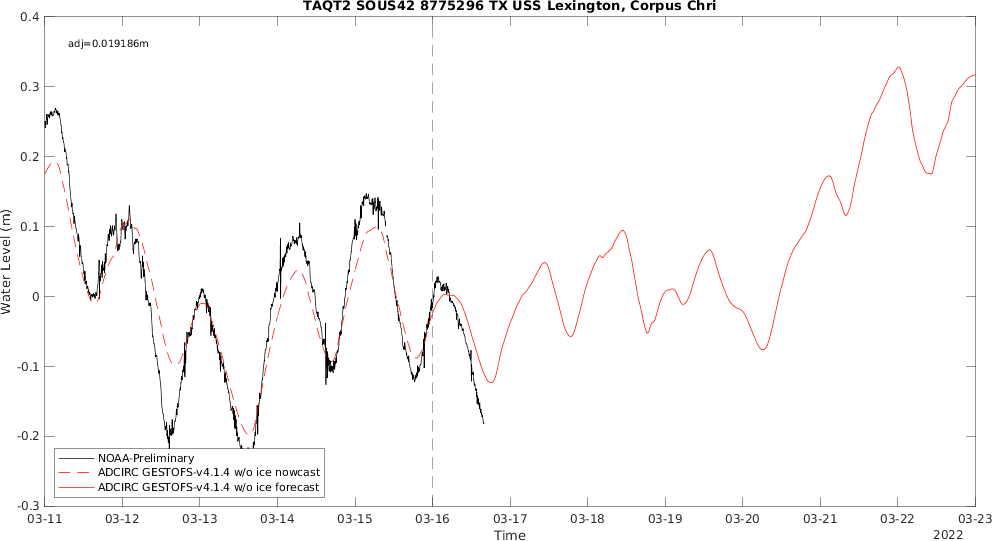 TAQT2 SOUS42 8775296 TX USS Lexington, Corpus Chri
adj=0.019186m
0.4
0.3
0.2
0.1
0
-0.1
-0.2
-0.3
Water Level (m)
NOAA-Preliminary
ADCIRC GESTOFS-v4.1.4 w/o ice nowcast
ADCIRC GESTOFS-v4.1.4 w/o ice forecast
03-11 03-12 03-13 03-14 03-15 03-16 03-17 03-18 03-19 03-20 03-21 03-22 03-23
Time
2022